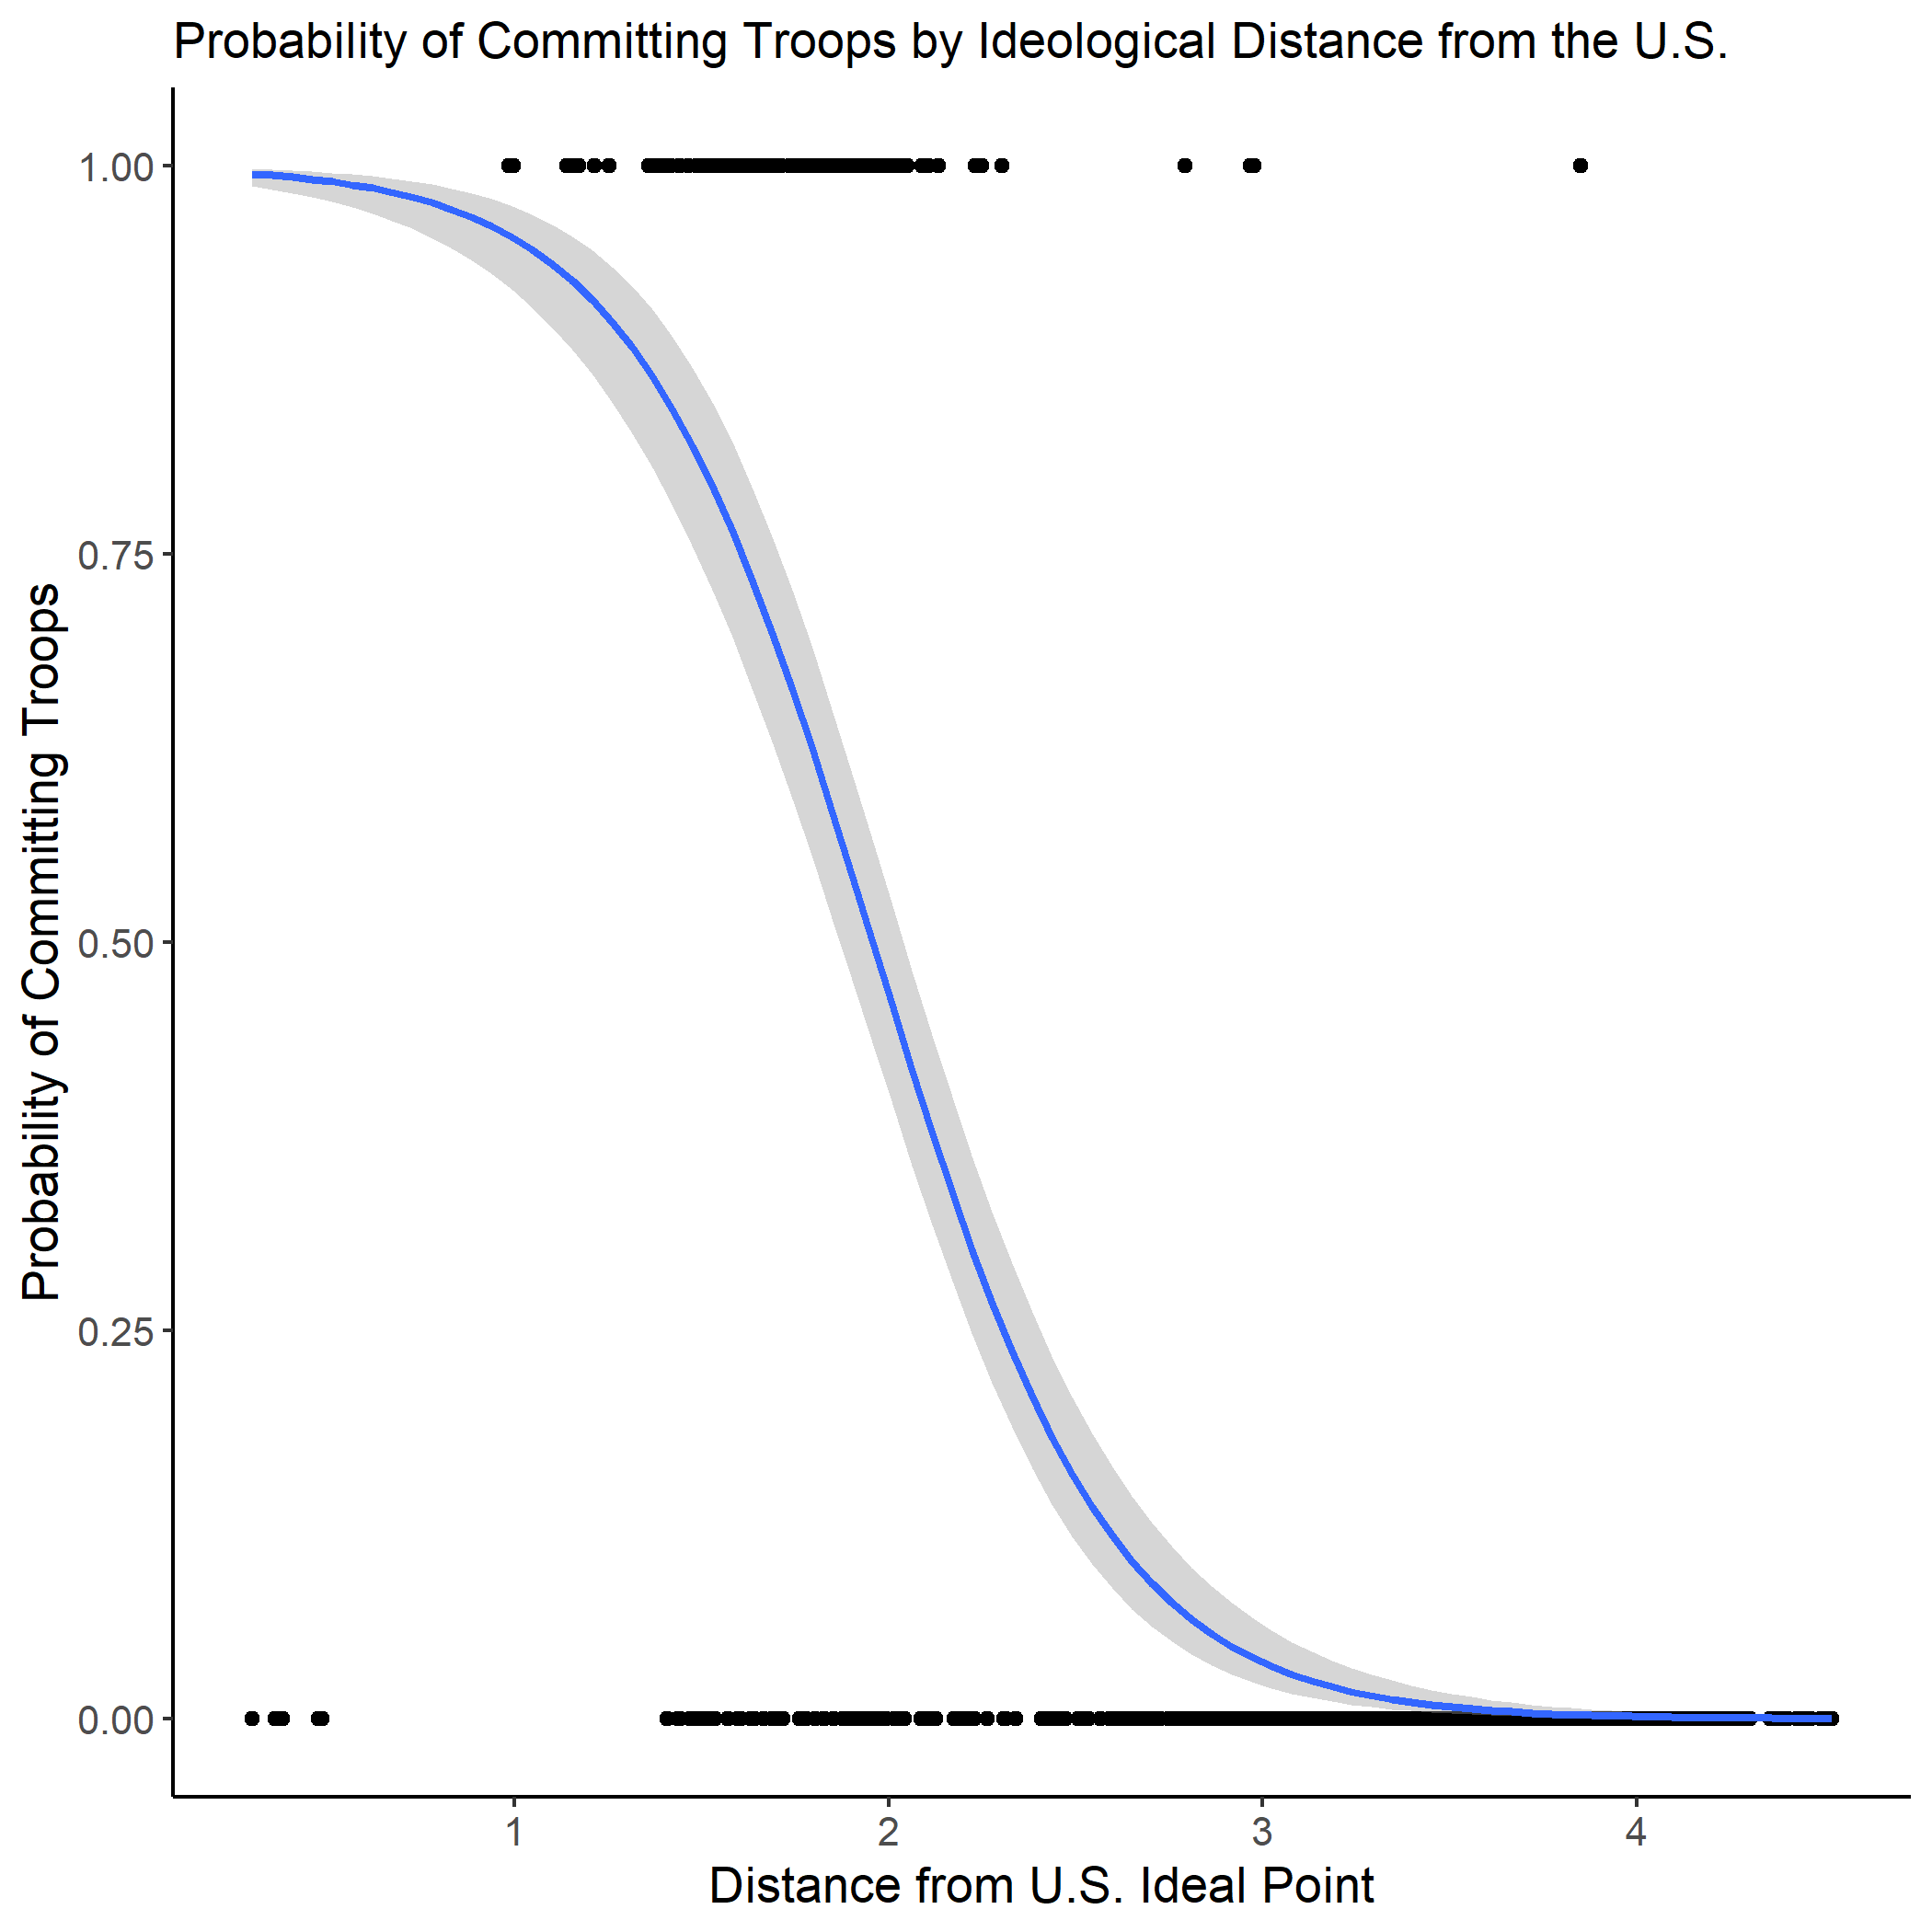 Probability of Committing Troops by Ideological Distance from the U.S.
Probability of Committing Troops
1.00
0.75
0.50
0.25
0.00
1 2 3 4
Distance from U.S. Ideal Point